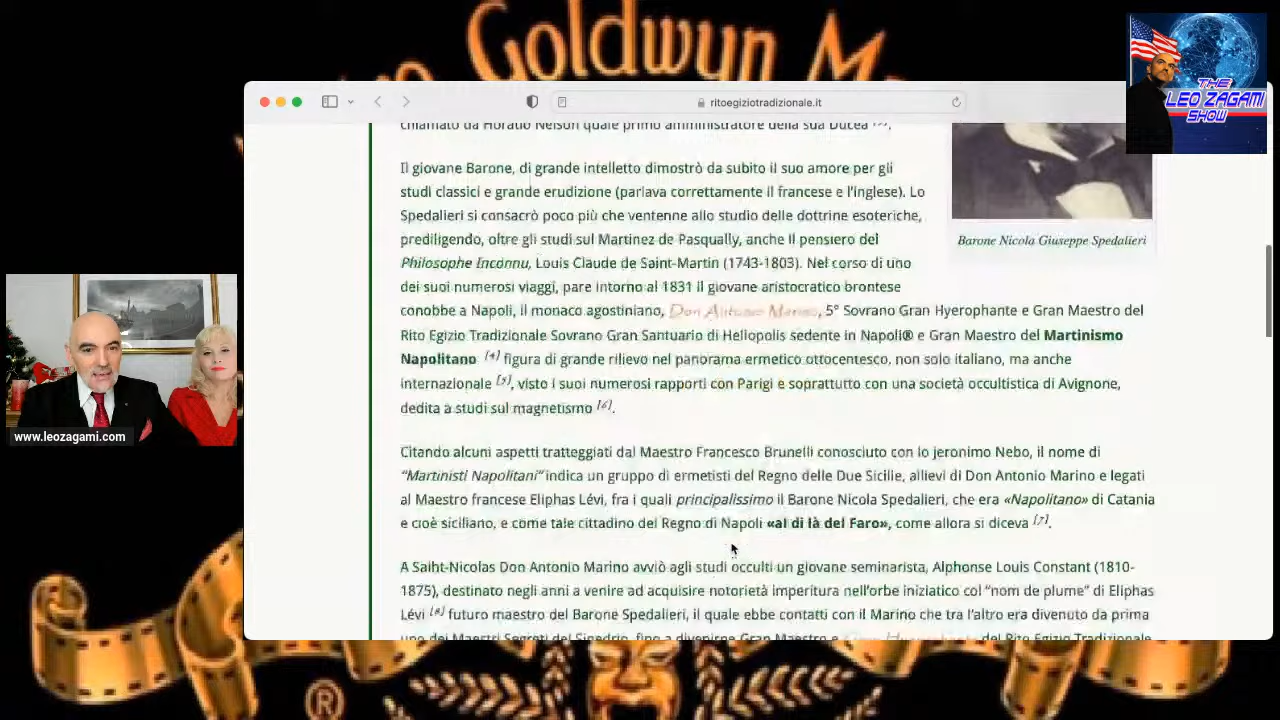 Goldwyn M
THE
LEO ZAGAMI
SHOW
ritoegiziotradizionale.it
chiamato da Horatio Nelson quale primo amministratore della sua Ducea
Il giovane Barone, di grande intelletto dimostrò da subito il suo amore per gli
studi classici e grande erudizione (parlava correttamente il francese e l'inglese). Lo
Spedalieri si consacrò poco più che ventenne allo studio delle dottrine esoteriche,
prediligendo, oltre gli studi sul Martinez de Pasqually, anche il pensiero del
Philosophe Inconnu, Louis Claude de Saint-Martin (1743-1803). Nel corso di uno
dei suoi numerosi viaggi, pare intorno al 1831 il giovane aristocratico brontese
conobbe a Napoli, il monaco agostiniano, Don Antonio Marino, 5° Sovrano Gran Hyerophante e Gran Maestro del
Rito Egizio Tradizionale Sovrano Gran Santuario di Heliopolis sedente in Napoli® e Gran Maestro del Martinismo
Napolitano [4] figura di grande rilievo nel panorama ermetico ottocentesco, non solo italiano, ma anche
internazionale [5], visto i suoi numerosi rapporti con Parigi e soprattutto con una società occultistica di Avignone,
dedita a studi sul magnetismo [6].
Barone Nicola Giuseppe Spedalieri
Citando alcuni aspetti tratteggiati dal Maestro Francesco Brunelli conosciuto con lo jeronimo Nebo, il nome di
"Martinisti Napolitani" indica un gruppo di ermetisti del Regno delle Due Sicilie, allievi di Don Antonio Marino e legati
al Maestro francese Eliphas Lévi, fra i quali principalissimo il Barone Nicola Spedalieri, che era «Napolitano» di Catania
e cioè siciliano, e come tale cittadino del Regno di Napoli «al di là del Faro», come allora si diceva [7].
A Saiht-Nicolas Don Antonio Marino avviò agli studi occulti un giovane seminarista, Alphonse Louis Constant (1810-
1875), destinato negli anni a venire ad acquisire notorietà imperitura nell'orbe iniziatico col "nom de plume" di Eliphas
Lévi [8] futuro maestro del Barone Spedalieri, il quale ebbe contatti con il Marino che tra l'altro era divenuto da prima
uno dei Maestri Segreti del Sinedrio, fino a divenirne Gran Maestro e del Rito Egizio Tradizionale
www.leozagami.com
®